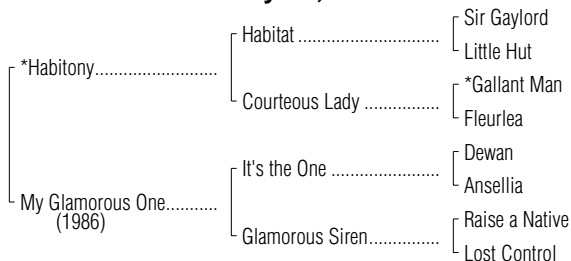 Sir Gaylord
Habitat
Little Hut
*Habitony
*Gallant Man
Courteous Lady
Fleurlea
Dewan
It's the One
Ansellia
My Glamorous One
(1986)
Raise a Native
Glamorous Siren
Lost Control